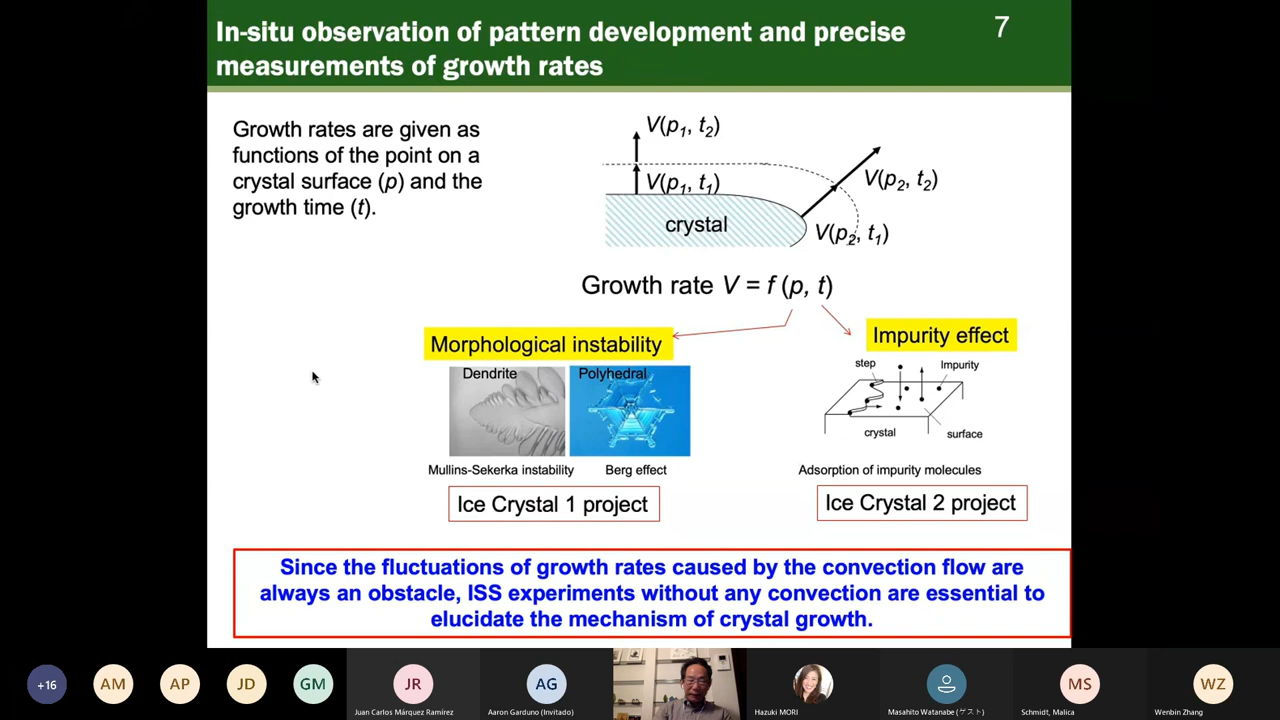 In-situ observation of pattern development and precise
measurements of growth rates
7
Growth rates are given as
functions of the point on a
crystal surface (p) and the
growth time (t).
V(p1, t2)
V(p1, t1)
V(p2, t2)
crystal
V(p2, t1)
Growth rate V = f (p, t)
Morphological instability
Impurity effect
Dendrite
Polyhedral
step
Impurity
crystal
surface
Mullins-Sekerka instability
Berg effect
Adsorption of impurity molecules
Ice Crystal 1 project
Ice Crystal 2 project
Since the fluctuations of growth rates caused by the convection flow are
always an obstacle, ISS experiments without any convection are essential to
elucidate the mechanism of crystal growth.
+16
AM
AP
JD
GM
JR
AG
MS
WZ
Juan Carlos Márquez Ramírez
Aaron Garduno (Invitado)
Hazuki MORI
Masahito Watanabe (ゲスト)
Schmidt, Malica
Wenbin Zhang